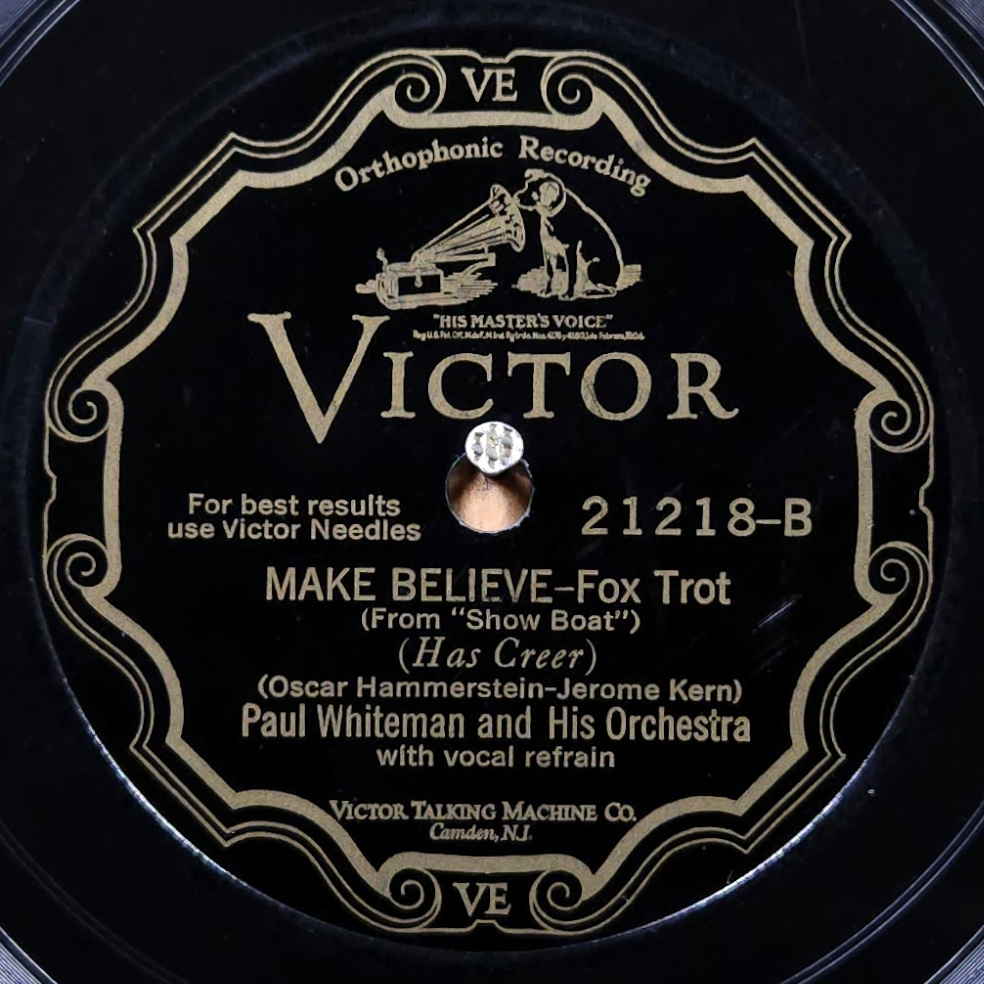 VE
Orthophonic Recording
"HIS MASTER'S VOICE"
VICTOR
For best results
use Victor Needles
21218-B
MAKE BELIEVE-Fox Trot
(From "Show Boat")
(Has Creer)
(Oscar Hammerstein-Jerome Kern)
Paul Whiteman and His Orchestra
with vocal refrain
VICTOR TALKING MACHINE CO.
Camden, N.J.
VE